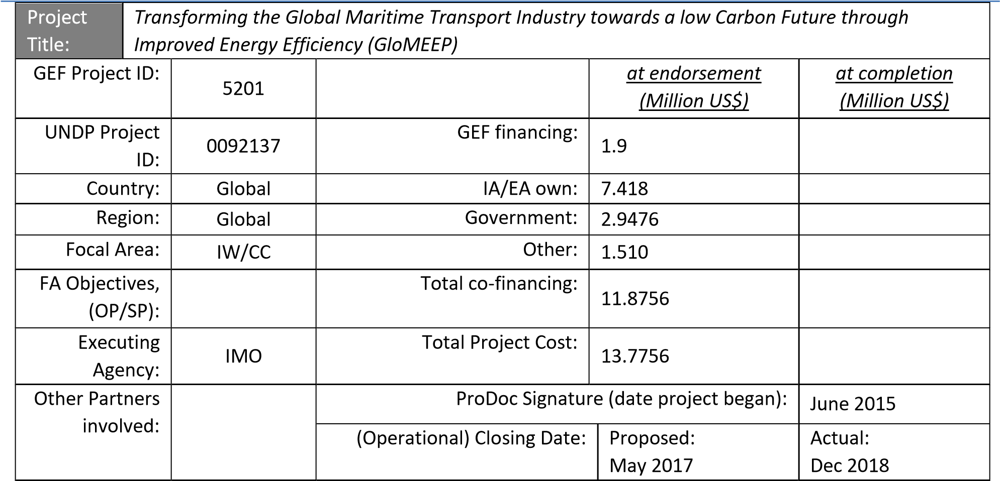 Project Title:
Transforming the Global Maritime Transport Industry towards a low Carbon Future through
Improved Energy Efficiency (GloMEEP)
GEF Project ID:
5201
at endorsement
(Million US$)
at completion
(Million US$)
UNDP Project
ID:
0092137
GEF financing:
1.9
Country:
Global
IA/EA own:
7.418
Region:
Global
Government:
2.9476
Focal Area:
IW/CC
Other:
1.510
FA Objectives,
(OP/SP):
Total co-financing:
11.8756
Executing
Agency:
IMO
Total Project Cost:
13.7756
Other Partners
involved:
ProDoc Signature (date project began):
June 2015
(Operational) Closing Date:
Proposed:
May 2017
Actual:
Dec 2018